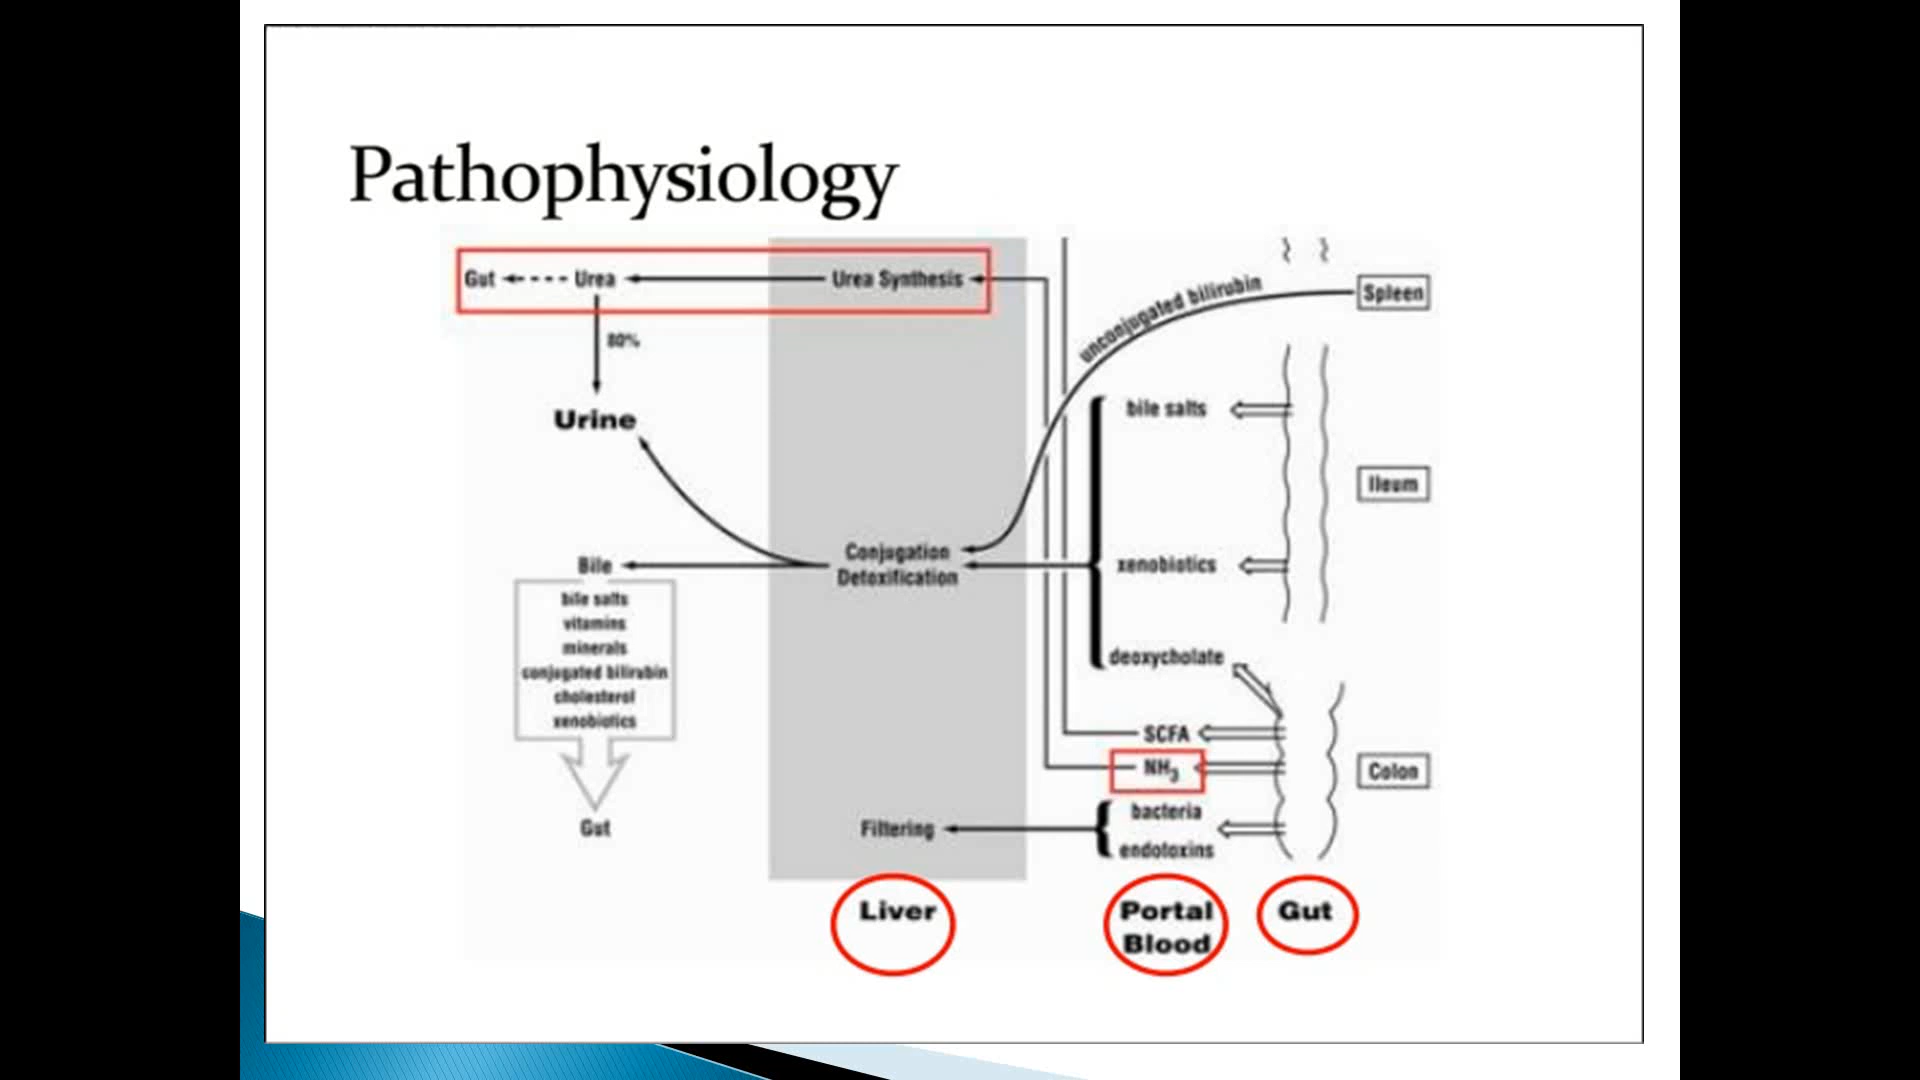 Pathophysiology
Gut
Urea
Urea Synthesis
unconjugated bilirubin
Spleen
80%
Urine
bile salts
Ileum
Conjugation
Detoxification
xenobiotics
Bile
bile salts
vitamins
minerals
conjugated bilirubin
cholesterol
xenobiotics
Gut
deoxycholate
SCFA
NH3
Colon
bacteria
endotoxins
Filtering
Liver
Portal
Blood
Gut